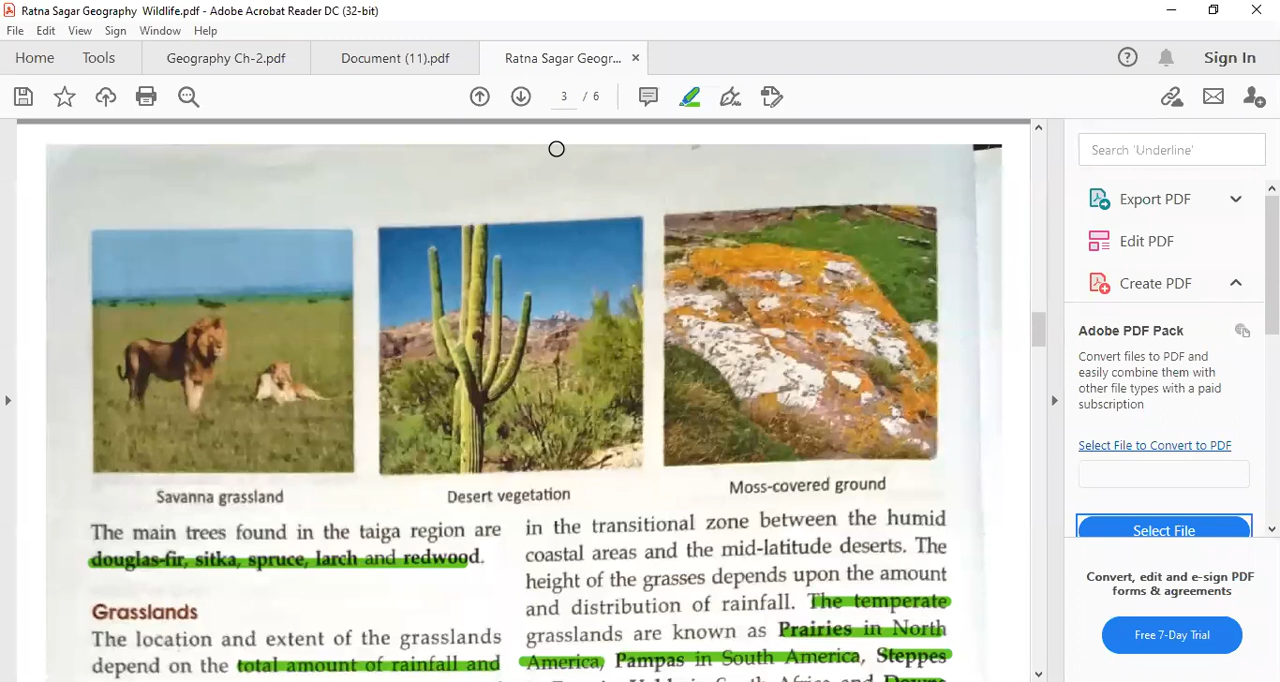 Ratna Sagar Geography Wildlife.pdf - Adobe Acrobat Reader DC (32-bit)
File Edit View Sign Window Help
Home Tools Geography Ch-2.pdf Document (11).pdf Ratna Sagar Geogr... ×
3 / 6
Sign In
Search 'Underline'
Export PDF
Edit PDF
Create PDF
Adobe PDF Pack
Convert files to PDF and
easily combine them with
other file types with a paid
subscription
Select File to Convert to PDF
Select File
Convert, edit and e-sign PDF
forms & agreements
Free 7-Day Trial
Savanna grassland
Desert vegetation
Moss-covered ground
The main trees found in the taiga region are
douglas-fir, sitka, spruce, larch and redwood.
Grasslands
The location and extent of the grasslands
depend on the total amount of rainfall and
in the transitional zone between the humid
coastal areas and the mid-latitude deserts. The
height of the grasses depends upon the amount
and distribution of rainfall. The temperate
grasslands are known as Prairies in North
America, Pampas in South America, Steppes